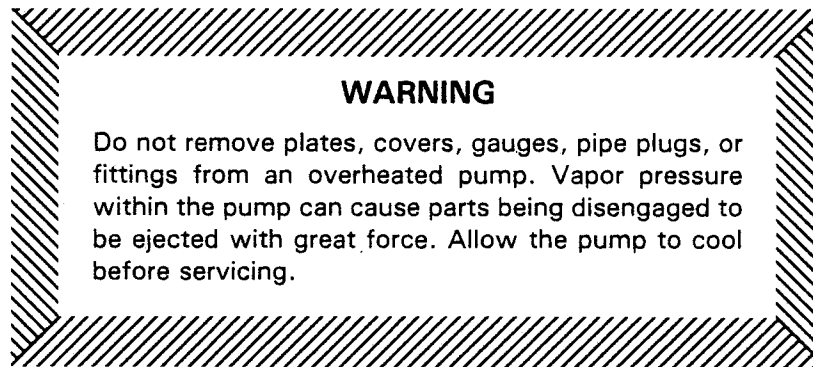 WARNING
Do not remove plates, covers, gauges, pipe plugs, or
fittings from an overheated pump. Vapor pressure
within the pump can cause parts being disengaged to
be ejected with great force. Allow the pump to cool
before servicing.